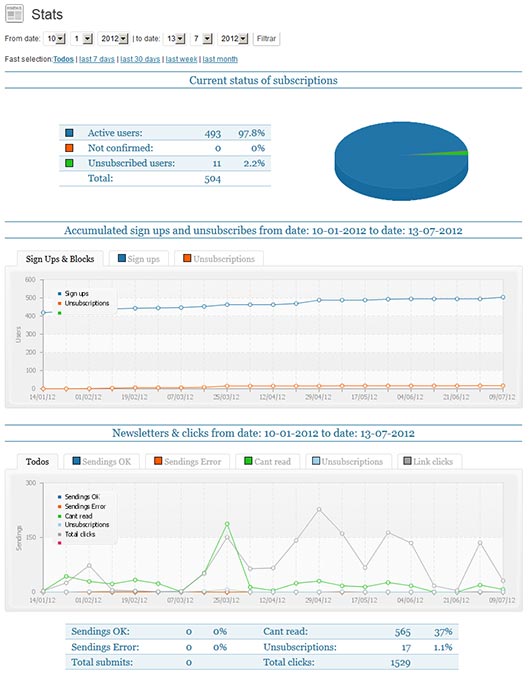 Stats
From date: 10 1 2012 | to date: 13 7 2012 Filtrar
Fast selection: Todos | last 7 days | last 30 days | last week | last month
Current status of subscriptions
Active users: 493 97.8%
Not confirmed: 0 0%
Unsubscribed users: 11 2.2%
Total: 504
Accumulated sign ups and unsubscribes from date: 10-01-2012 to date: 13-07-2012
Sign Ups & Blocks Sign ups Unsubscriptions
600
500
400
300
200
100
0
Users
Sign ups
Unsubscriptions
14/01/12 01/02/12 19/02/12 07/03/12 25/03/12 12/04/12 29/04/12 17/05/12 04/06/12 21/06/12 09/07/12
Newsletters & clicks from date: 10-01-2012 to date: 13-07-2012
Todos Sendings OK Sendings Error Cant read Unsubscriptions Link clicks
300
150
0
Sendings
Sendings OK
Sendings Error
Cant read
Unsubscriptions
Total clicks
14/01/12 01/02/12 19/02/12 07/03/12 25/03/12 12/04/12 29/04/12 17/05/12 04/06/12 21/06/12 09/07/12
Sendings OK: 0 0% Cant read: 565 37%
Sendings Error: 0 0% Unsubscriptions: 17 1.1%
Total submits: 0 Total clicks: 1529